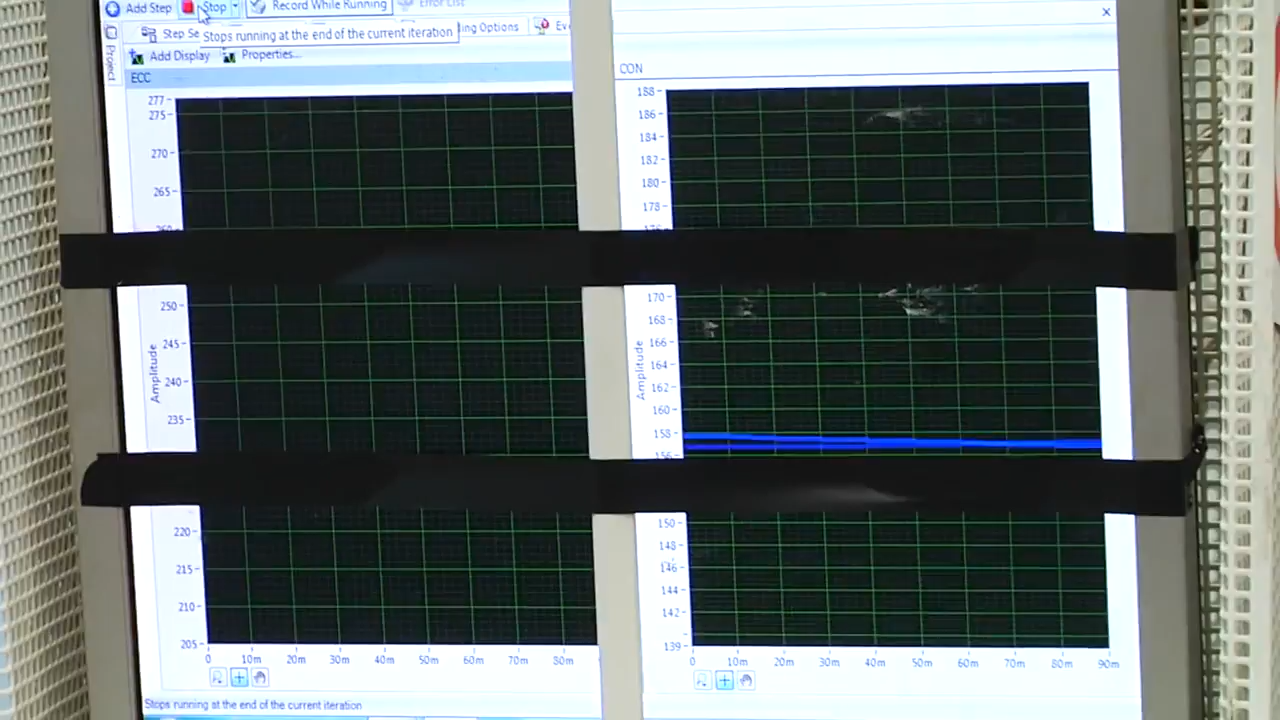 Add Step Stop Record While Running Error List
Step Se ling Options Ev
Stops running at the end of the current iteration
Project
Add Display Properties...
ECC
CON
277
275
270
265
260
250
245
240
235
220
215
210
205
Amplitude
0 10m 20m 30m 40m 50m 60m 70m 80m
188
186
184
182
180
178
170
168
166
164
162
160
158
156
150
148
146
144
142
139
Amplitude
0 10m 20m 30m 40m 50m 60m 70m 80m 90m
Stops running at the end of the current iteration